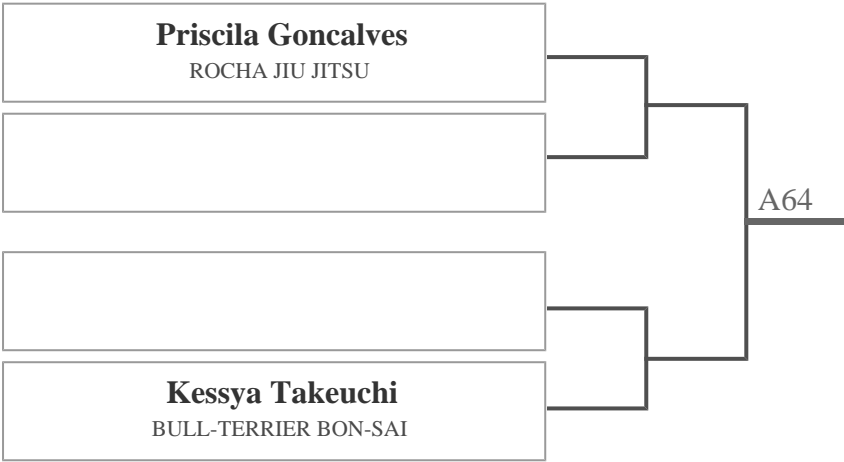 Priscila Goncalves
ROCHA JIU JITSU
A64
Kessya Takeuchi
BULL-TERRIER BON-SAI